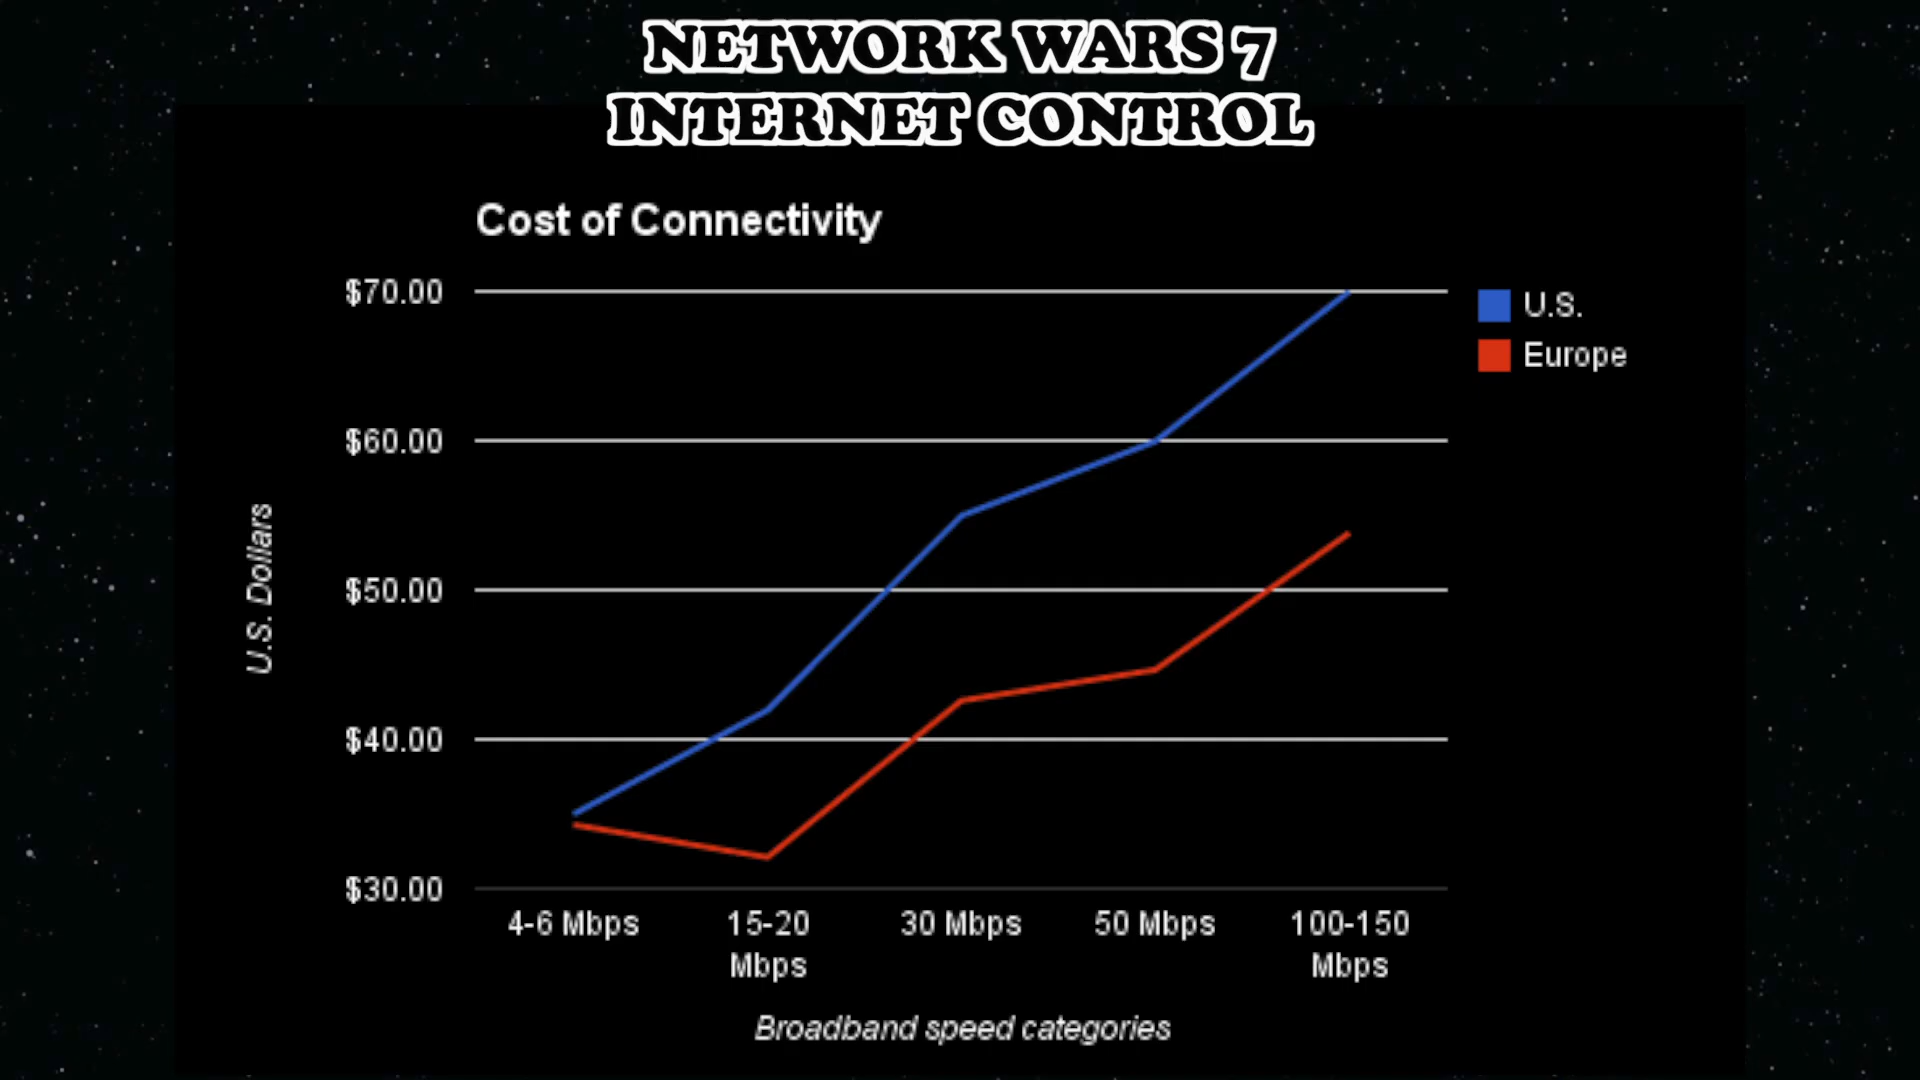 NETWORK WARS 7
INTERNET CONTROL
Cost of Connectivity
$70.00
$60.00
$50.00
$40.00
$30.00
U.S. Dollars
U.S.
Europe
4-6 Mbps
15-20
Mbps
30 Mbps
50 Mbps
100-150
Mbps
Broadband speed categories